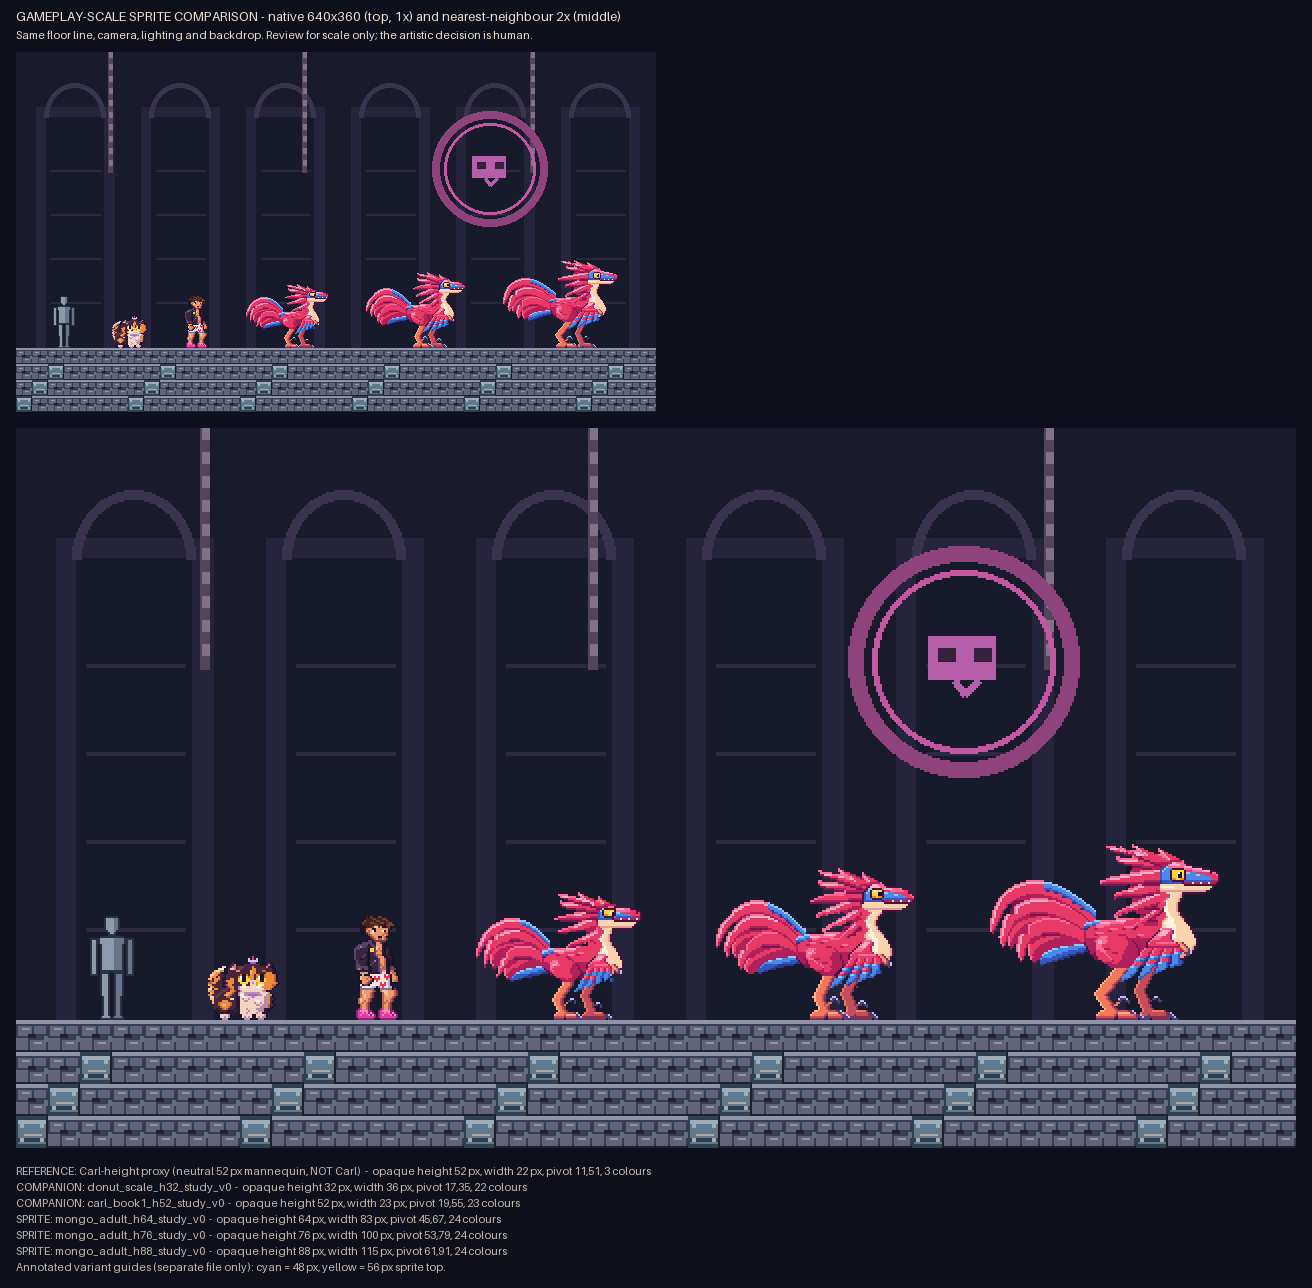 GAMEPLAY-SCALE SPRITE COMPARISON - native 640x360 (top, 1x) and nearest-neighbour 2x (middle)
Same floor line, camera, lighting and backdrop. Review for scale only; the artistic decision is human.
REFERENCE: Carl-height proxy (neutral 52 px mannequin, NOT Carl) - opaque height 52 px, width 22 px, pivot 11,51, 3 colours
COMPANION: donut_scale_h32_study_v0 - opaque height 32 px, width 36 px, pivot 17,35, 22 colours
COMPANION: carl_book1_h52_study_v0 - opaque height 52 px, width 23 px, pivot 19,55, 23 colours
SPRITE: mongo_adult_h64_study_v0 - opaque height 64 px, width 83 px, pivot 45,67, 24 colours
SPRITE: mongo_adult_h76_study_v0 - opaque height 76 px, width 100 px, pivot 53,79, 24 colours
SPRITE: mongo_adult_h88_study_v0 - opaque height 88 px, width 115 px, pivot 61,91, 24 colours
Annotated variant guides (separate file only): cyan = 48 px, yellow = 56 px sprite top.